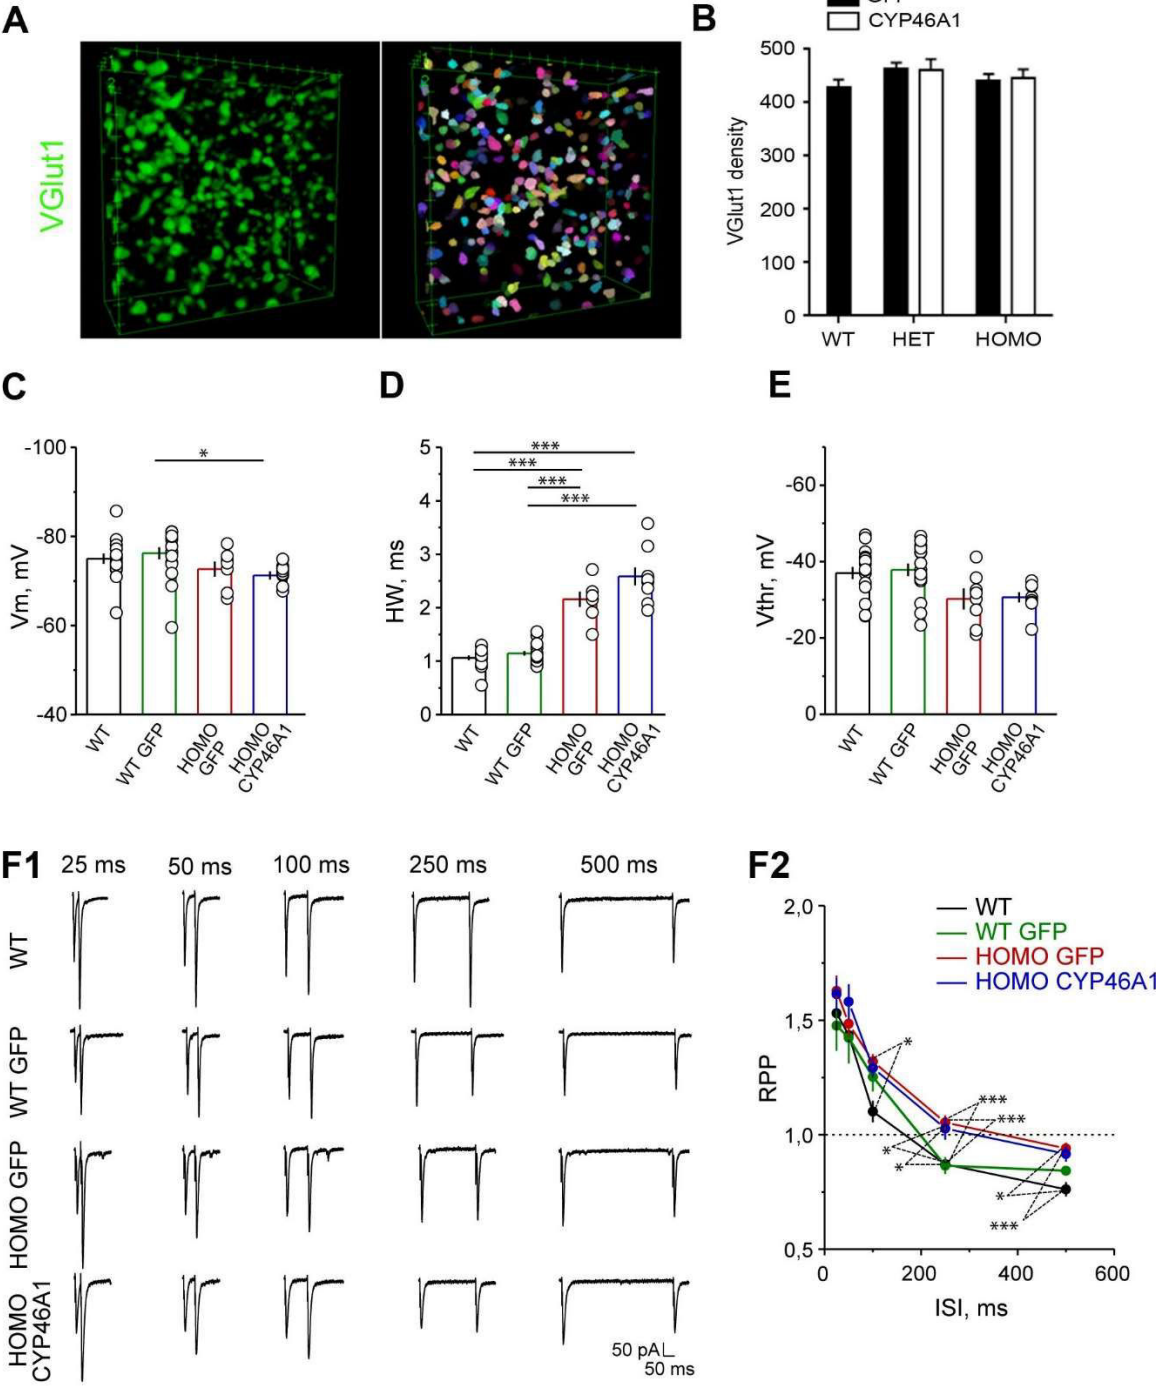 A
VGlut1
B
GFP
CYP46A1
VGlut1 density
500
400
300
200
100
0
WT HET HOMO
C
Vm, mV
-100
-80
-60
-40
*
WT
WT GFP
HOMO GFP
HOMO CYP46A1
D
HW, ms
5
4
3
2
1
0
***
***
***
***
WT
WT GFP
HOMO GFP
HOMO CYP46A1
E
Vthr, mV
-60
-40
-20
0
WT
WT GFP
HOMO GFP
HOMO CYP46A1
F1
25 ms 50 ms 100 ms 250 ms 500 ms
WT
WT GFP
HOMO GFP
HOMO CYP46A1
50 pA
50 ms
F2
WT
WT GFP
HOMO GFP
HOMO CYP46A1
RPP
2,0
1,5
1,0
0,5
*
***
***
*
*
*
***
0 200 400 600
ISI, ms